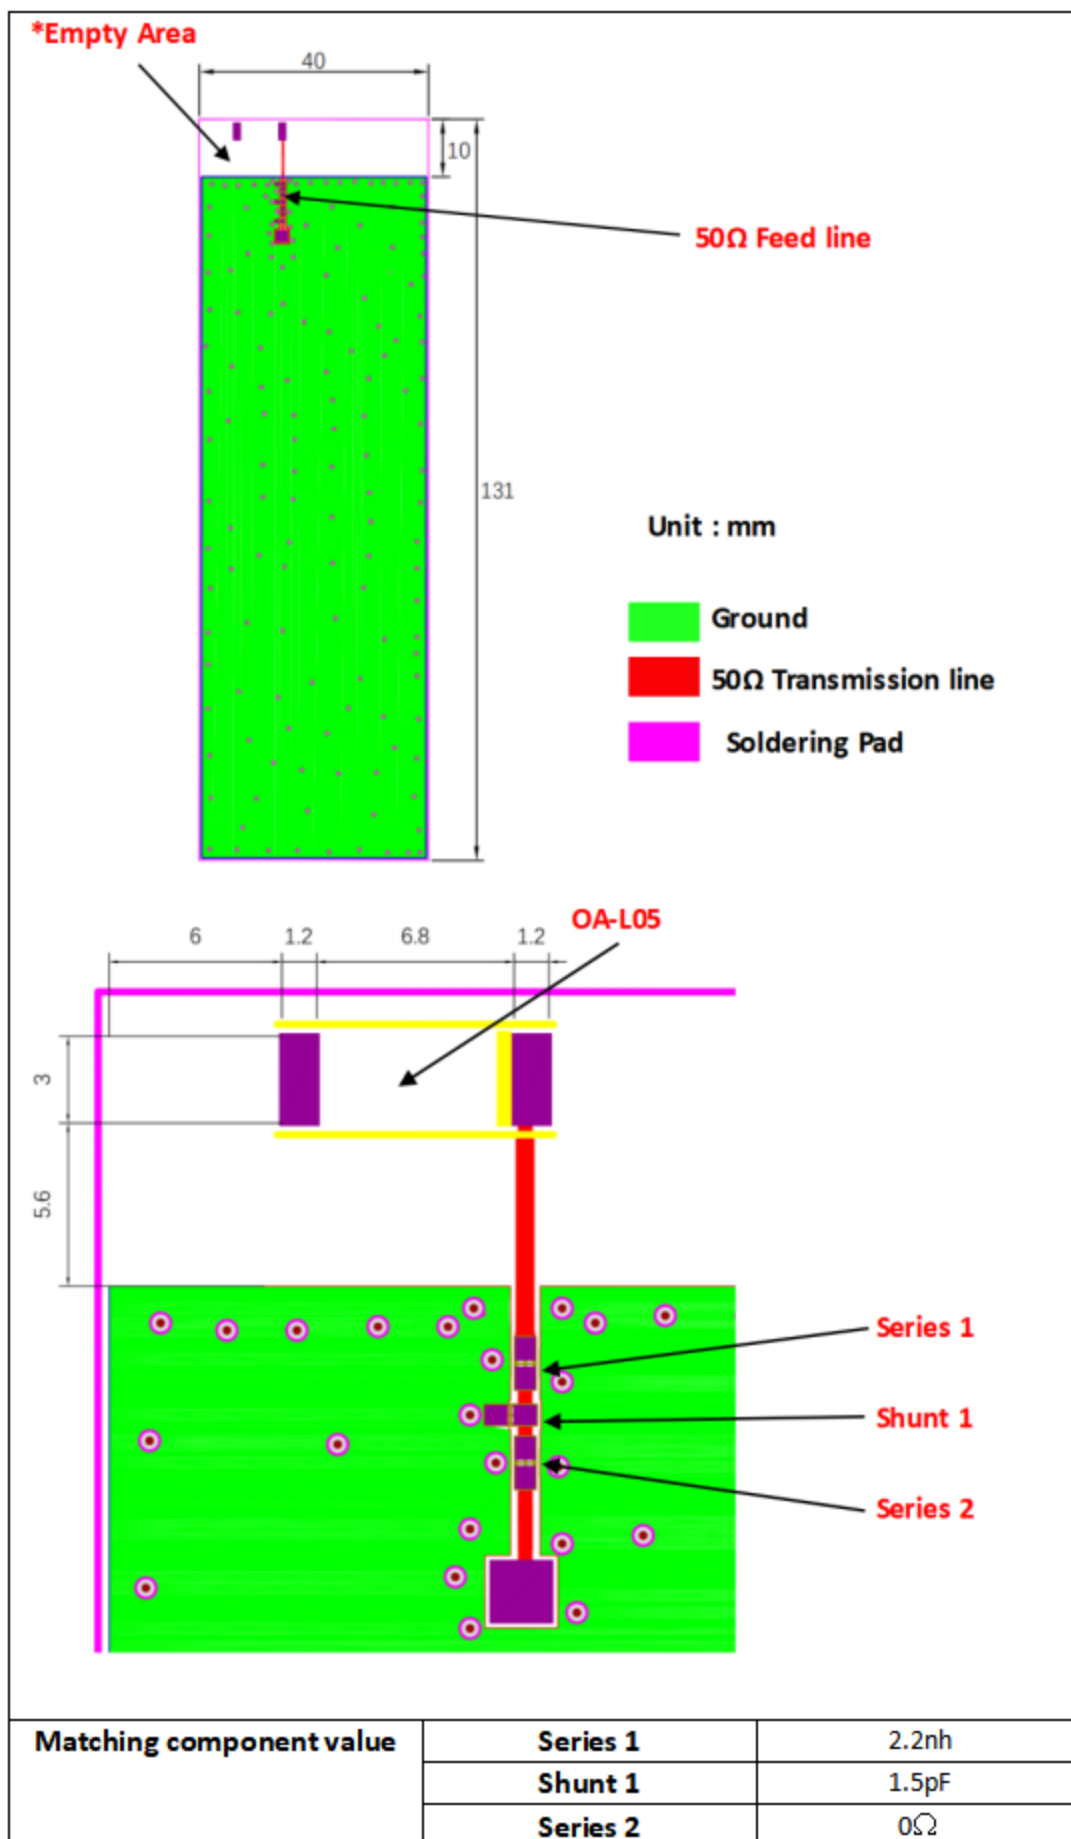 *Empty Area
40
10
50Ω Feed line
131
Unit : mm
Ground
50Ω Transmission line
Soldering Pad
OA-L05
6
1.2
6.8
1.2
3
5.6
Series 1
Shunt 1
Series 2
Matching component value
Series 1
2.2nh
Shunt 1
1.5pF
Series 2
0Ω